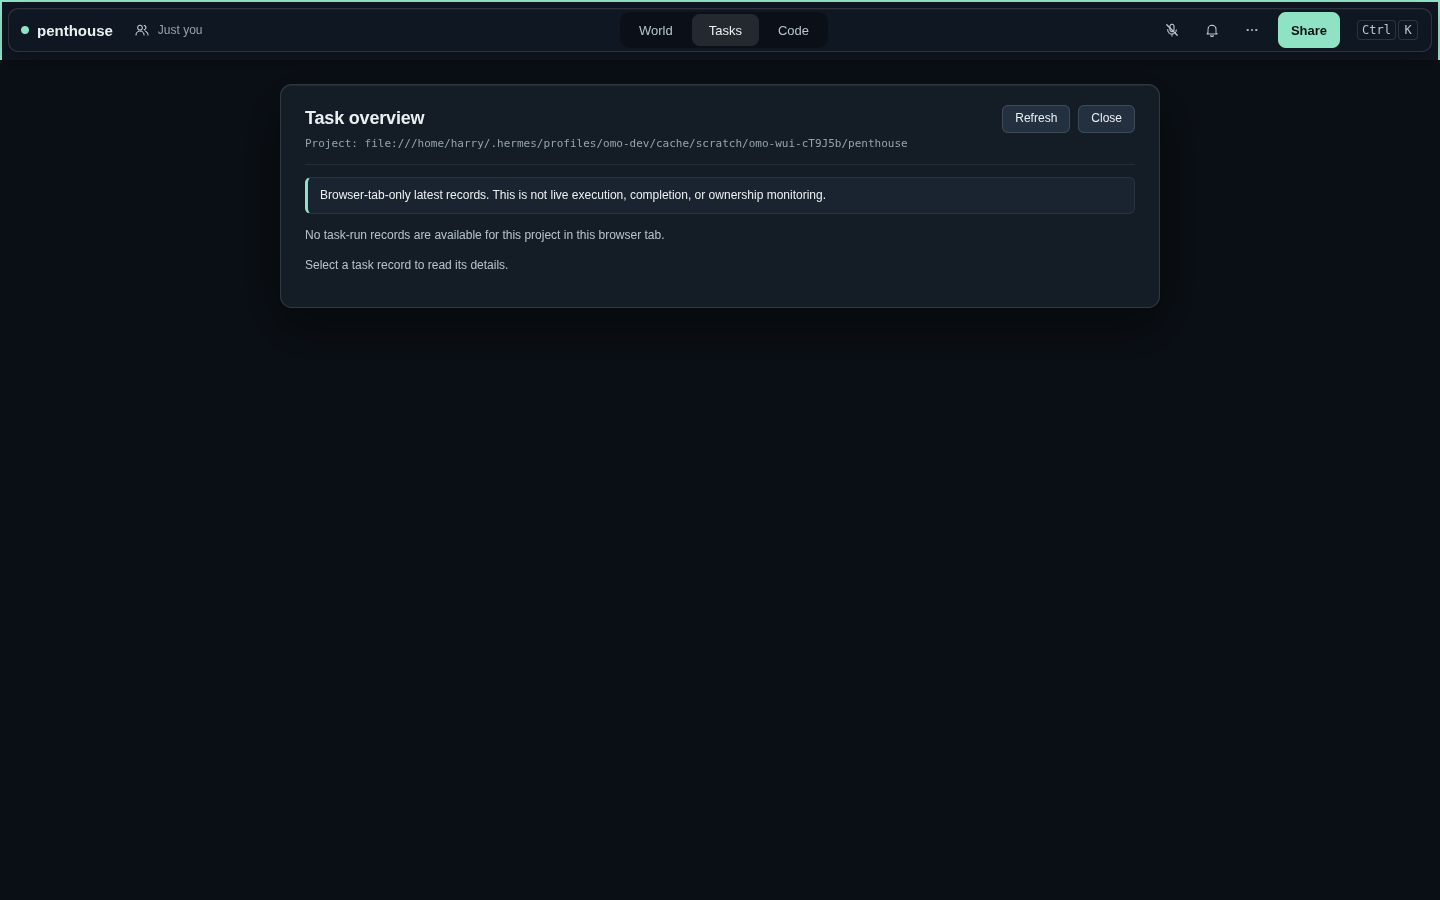 penthouse
Just you
World
Tasks
Code
Share
Ctrl K
Task overview
Refresh
Close
Project: file:///home/harry/.hermes/profiles/omo-dev/cache/scratch/omo-wui-cT9J5b/penthouse
Browser-tab-only latest records. This is not live execution, completion, or ownership monitoring.
No task-run records are available for this project in this browser tab.
Select a task record to read its details.